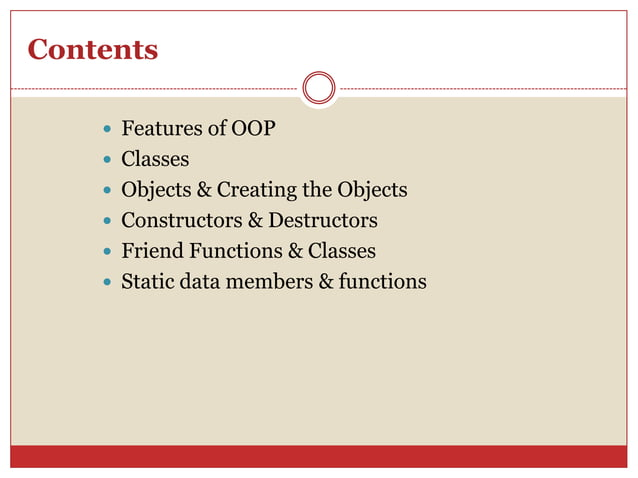 Contents
Features of OOP
Classes
Objects & Creating the Objects
Constructors & Destructors
Friend Functions & Classes
Static data members & functions